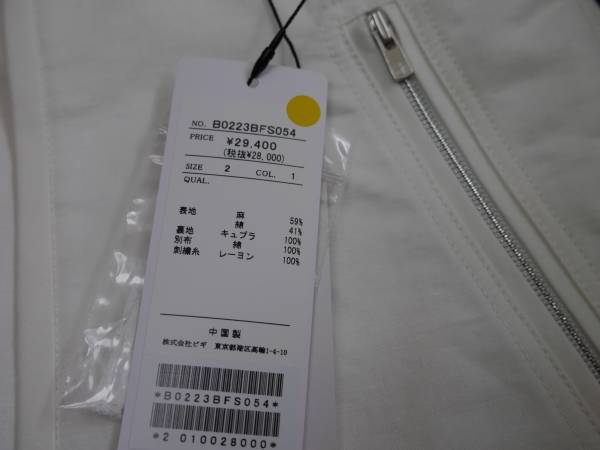 NO. B0223BFS054
PRICE ¥29,400
(税抜¥28,000)
SIZE 2 COL. 1
QUAL.
表地 麻 59%
綿 41%
裏地 キュプラ 100%
別布 綿 100%
刺繍糸 レーヨン 100%
中国製
株式会社ビギ 東京都港区高輪1-4-10
*B0223BFS054*
*2 010028000*